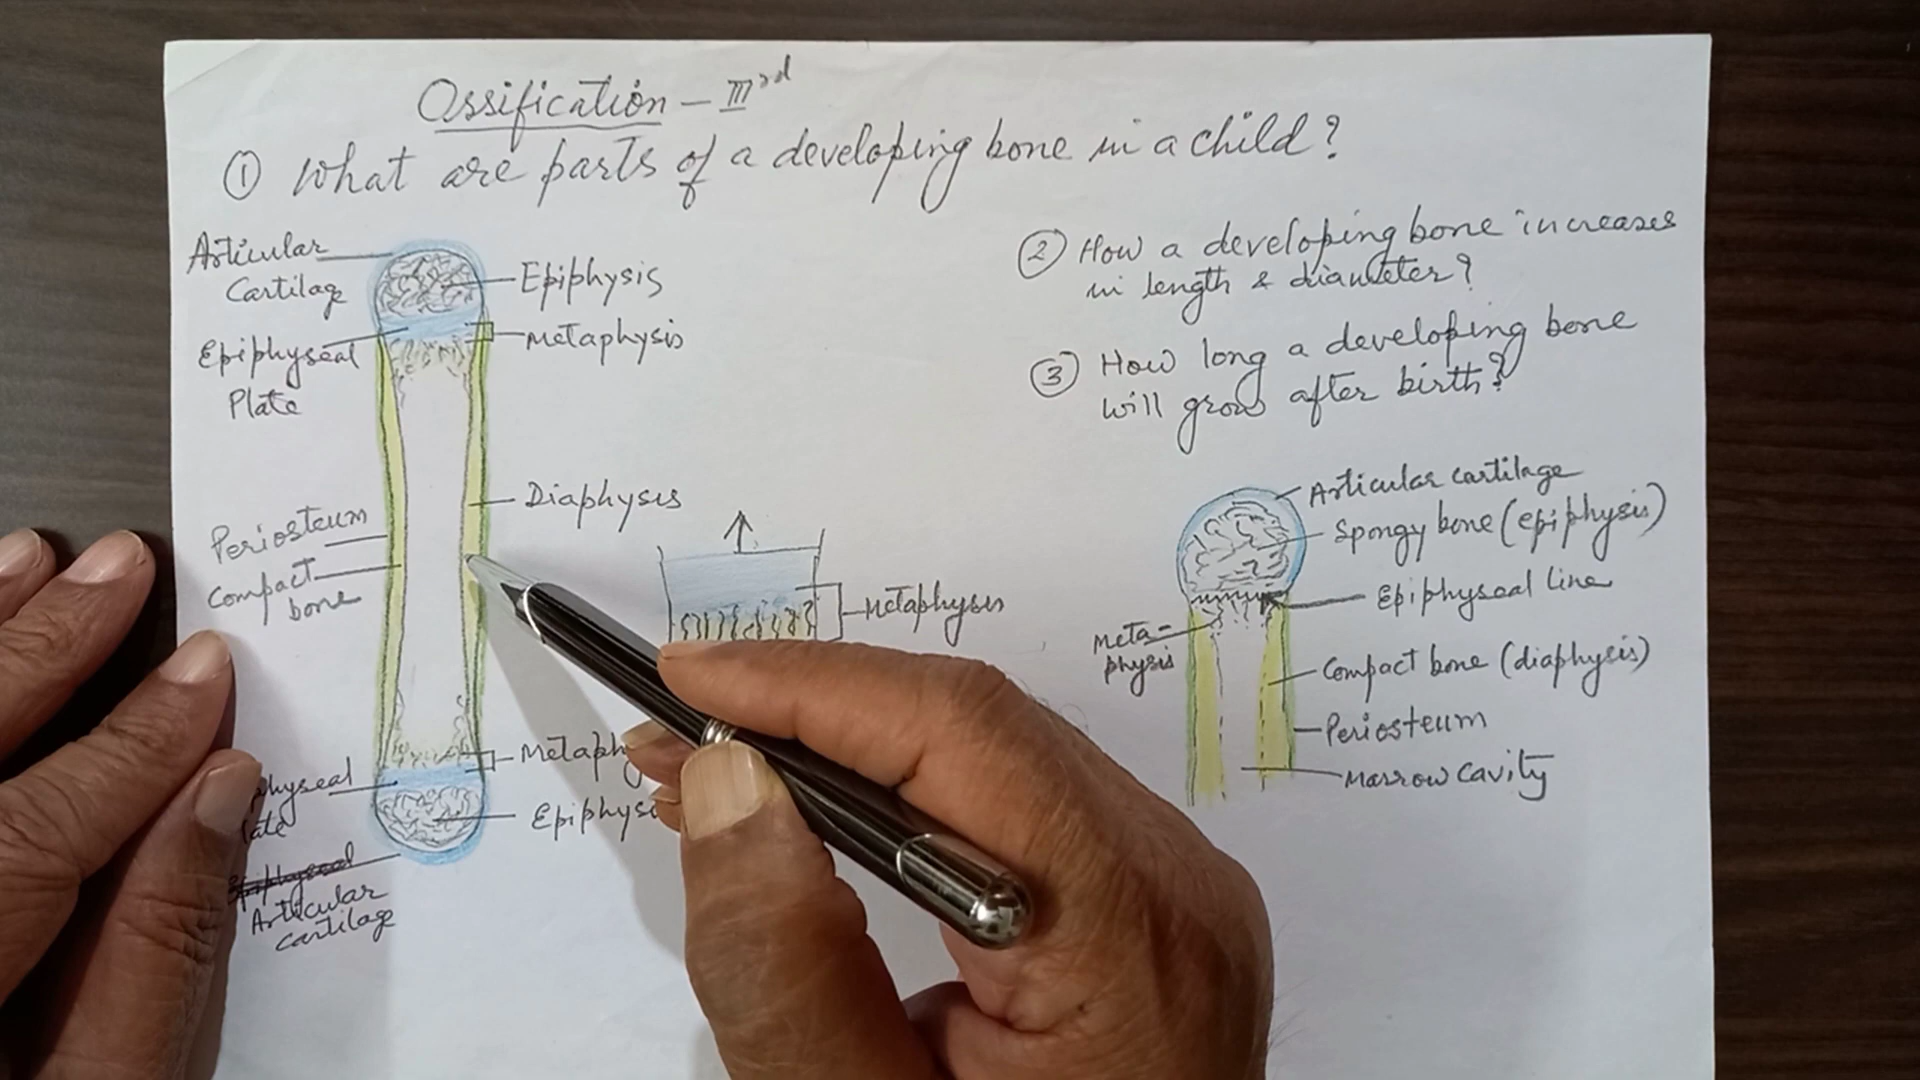 Ossification – IIIrd
① What are parts of a developing bone in a child?
Articular
Cartilage
Epiphysis
Epiphyseal
Plate
Metaphysis
Diaphysis
Periosteum
Compact
bone
Metaph
physeal
late
Epiphys
Articular
cartilage
Metaphysis
② How a developing bone increases
in length & diameter?
③ How long a developing bone
will grow after birth?
Articular cartilage
Spongy bone (epiphysis)
Epiphyseal line
Meta-
physis
Compact bone (diaphysis)
Periosteum
Marrow cavity